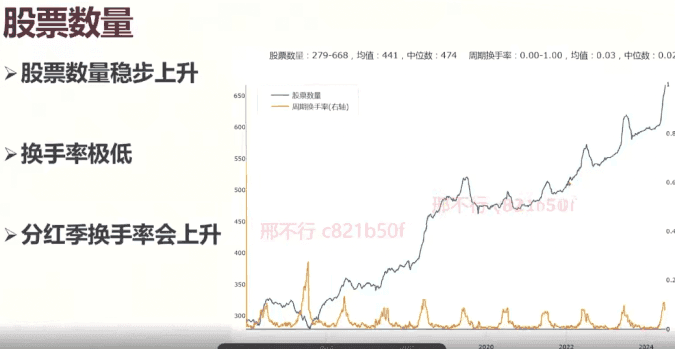 股票数量
➢股票数量稳步上升
➢换手率极低
➢分红季换手率会上升
股票数量：279-668，均值：441，中位数：474 周期换手率：0.00-1.00，均值：0.03，中位数：0.02
股票数量
周期换手率(右轴)
650
600
550
500
450
400
350
300
1
0.8
0.6
0.4
0.2
0
2020
2022
2024
邢不行 c821b50f
邢不行 c821b50f